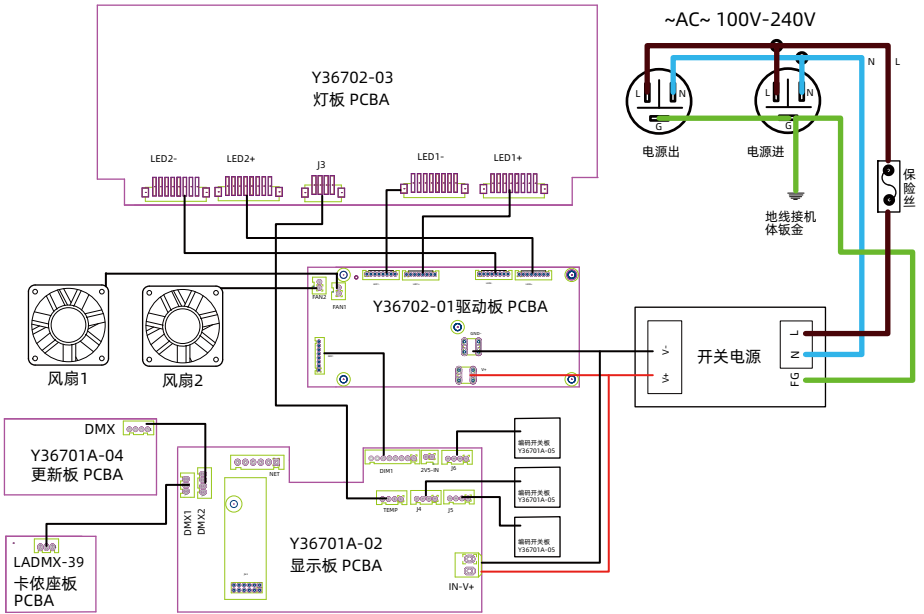 ~AC~ 100V-240V
Y36702-03
灯板 PCBA
LED2-
LED2+
J3
LED1-
LED1+
L
N
G
电源出
L
N
G
电源进
N
L
保险丝
地线接机
体钣金
FAN2
FAN1
Y36702-01驱动板 PCBA
GND-
V+
风扇1
风扇2
V-
V+
开关电源
L
N
FG
DMX
Y36701A-04
更新板 PCBA
NET
DIM1
2V5-IN
J6
TEMP
J4
J5
编码开关板
Y36701A-05
编码开关板
Y36701A-05
编码开关板
Y36701A-05
DMX1
DMX2
Y36701A-02
显示板 PCBA
IN-V+
LADMX-39
卡侬座板
PCBA